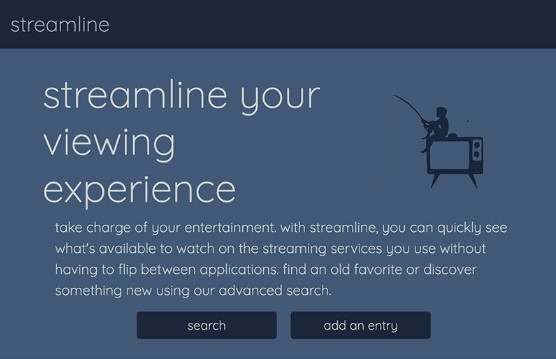 streamline
streamline your
viewing
experience
take charge of your entertainment. with streamline, you can quickly see
what's available to watch on the streaming services you use without
having to flip between applications. find an old favorite or discover
something new using our advanced search.
search
add an entry